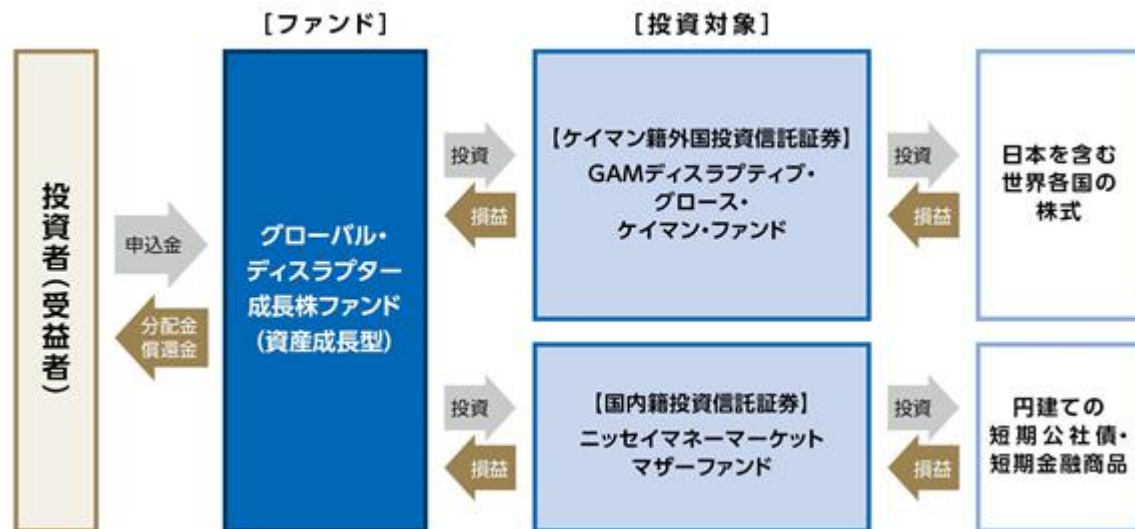 [ファンド]
[投資対象]
投資者(受益者)
申込金
分配金
償還金
グローバル・
ディスラプター
成長株ファンド
(資産成長型)
投資
損益
【ケイマン籍外国投資信託証券】
GAMディスラプティブ・
グロース・
ケイマン・ファンド
投資
損益
日本を含む
世界各国の
株式
投資
損益
【国内籍投資信託証券】
ニッセイマネーマーケット
マザーファンド
投資
損益
円建ての
短期公社債・
短期金融商品